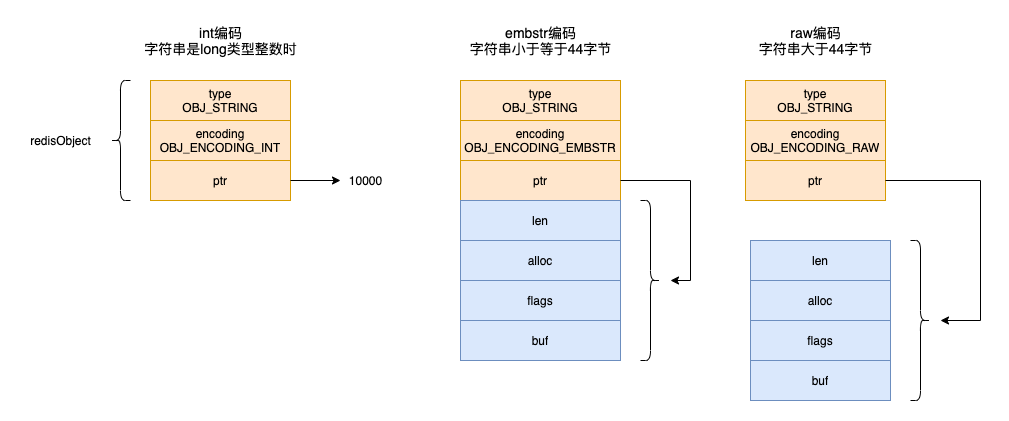 int编码
字符串是long类型整数时
redisObject
type
OBJ_STRING
encoding
OBJ_ENCODING_INT
ptr
10000
embstr编码
字符串小于等于44字节
type
OBJ_STRING
encoding
OBJ_ENCODING_EMBSTR
ptr
len
alloc
flags
buf
raw编码
字符串大于44字节
type
OBJ_STRING
encoding
OBJ_ENCODING_RAW
ptr
len
alloc
flags
buf